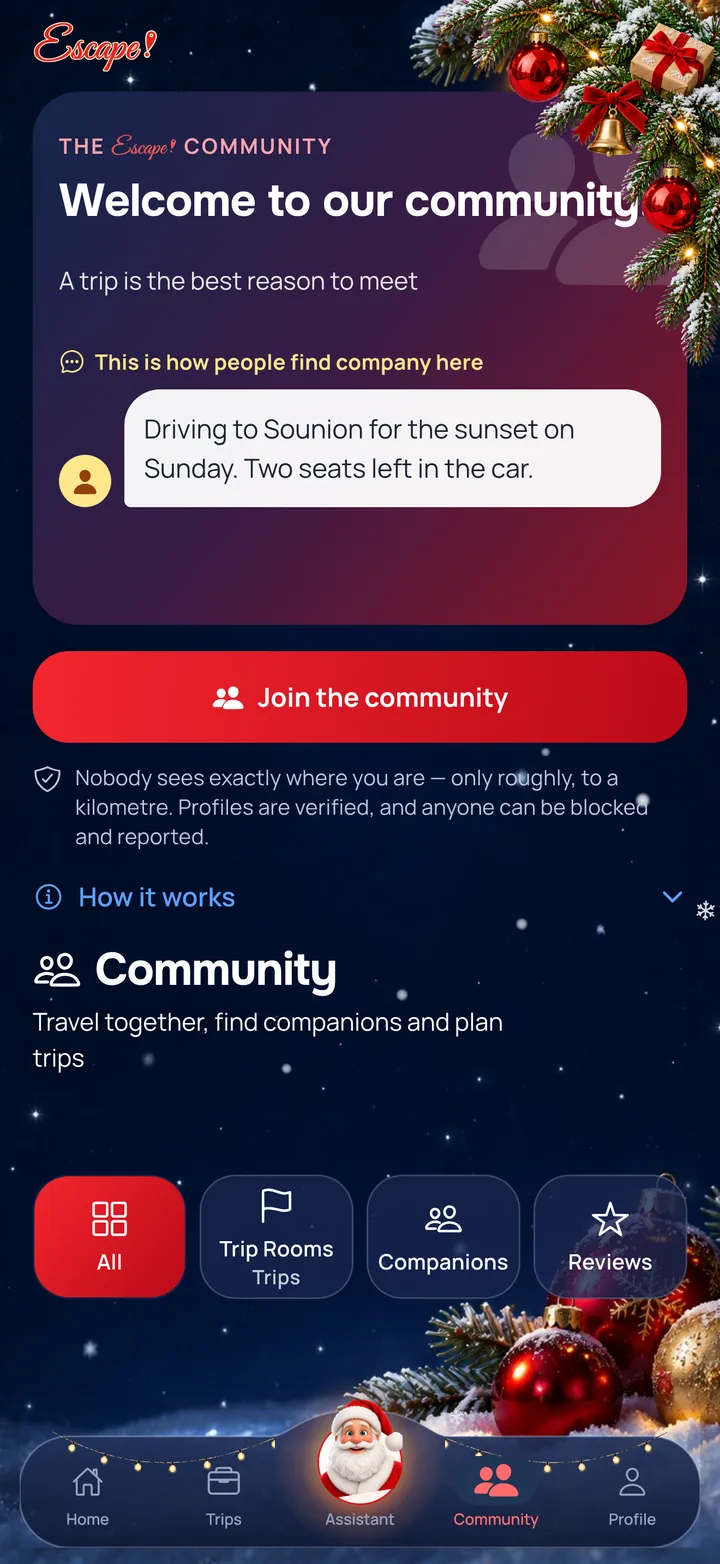 Escape!
THE Escape! COMMUNITY
Welcome to our community
A trip is the best reason to meet
This is how people find company here
Driving to Sounion for the sunset on
Sunday. Two seats left in the car.
Join the community
Nobody sees exactly where you are — only roughly, to a
kilometre. Profiles are verified, and anyone can be blocked
and reported.
How it works
Community
Travel together, find companions and plan
trips
All
Trip Rooms
Trips
Companions
Reviews
Home
Trips
Assistant
Community
Profile